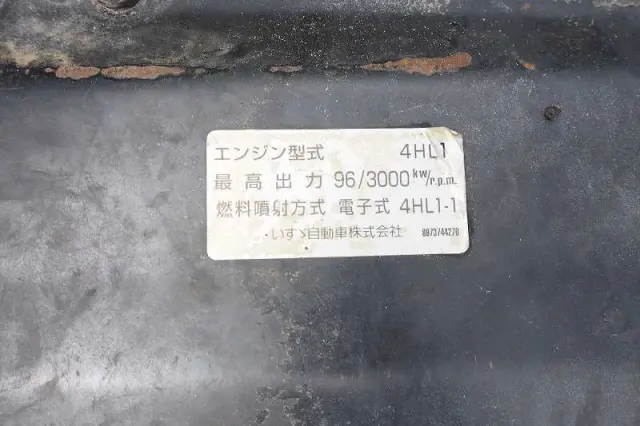 エンジン型式 4HL1
最高出力 96/3000kw/r.p.m.
燃料噴射方式 電子式 4HL1-1
いすゞ自動車株式会社 8973744270